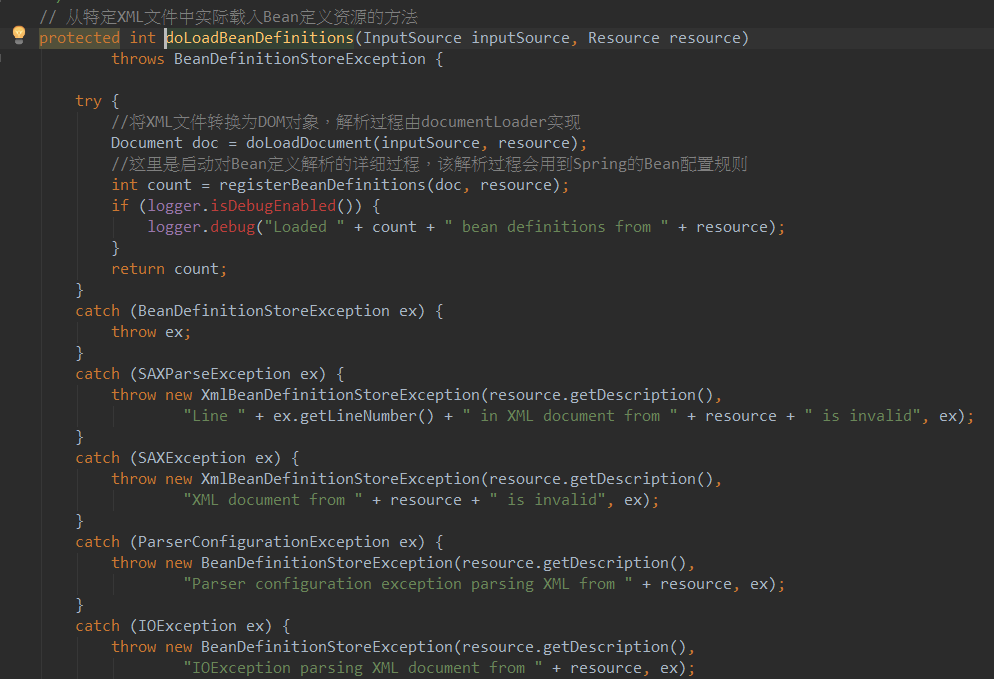 // 从特定XML文件中实际载入Bean定义资源的方法
protected int doLoadBeanDefinitions(InputSource inputSource, Resource resource)
throws BeanDefinitionStoreException {
try {
//将XML文件转换为DOM对象，解析过程由documentLoader实现
Document doc = doLoadDocument(inputSource, resource);
//这里是启动对Bean定义解析的详细过程，该解析过程会用到Spring的Bean配置规则
int count = registerBeanDefinitions(doc, resource);
if (logger.isDebugEnabled()) {
logger.debug("Loaded " + count + " bean definitions from " + resource);
}
return count;
}
catch (BeanDefinitionStoreException ex) {
throw ex;
}
catch (SAXParseException ex) {
throw new XmlBeanDefinitionStoreException(resource.getDescription(),
"Line " + ex.getLineNumber() + " in XML document from " + resource + " is invalid", ex);
}
catch (SAXException ex) {
throw new XmlBeanDefinitionStoreException(resource.getDescription(),
"XML document from " + resource + " is invalid", ex);
}
catch (ParserConfigurationException ex) {
throw new BeanDefinitionStoreException(resource.getDescription(),
"Parser configuration exception parsing XML from " + resource, ex);
}
catch (IOException ex) {
throw new BeanDefinitionStoreException(resource.getDescription(),
"IOException parsing XML document from " + resource, ex);